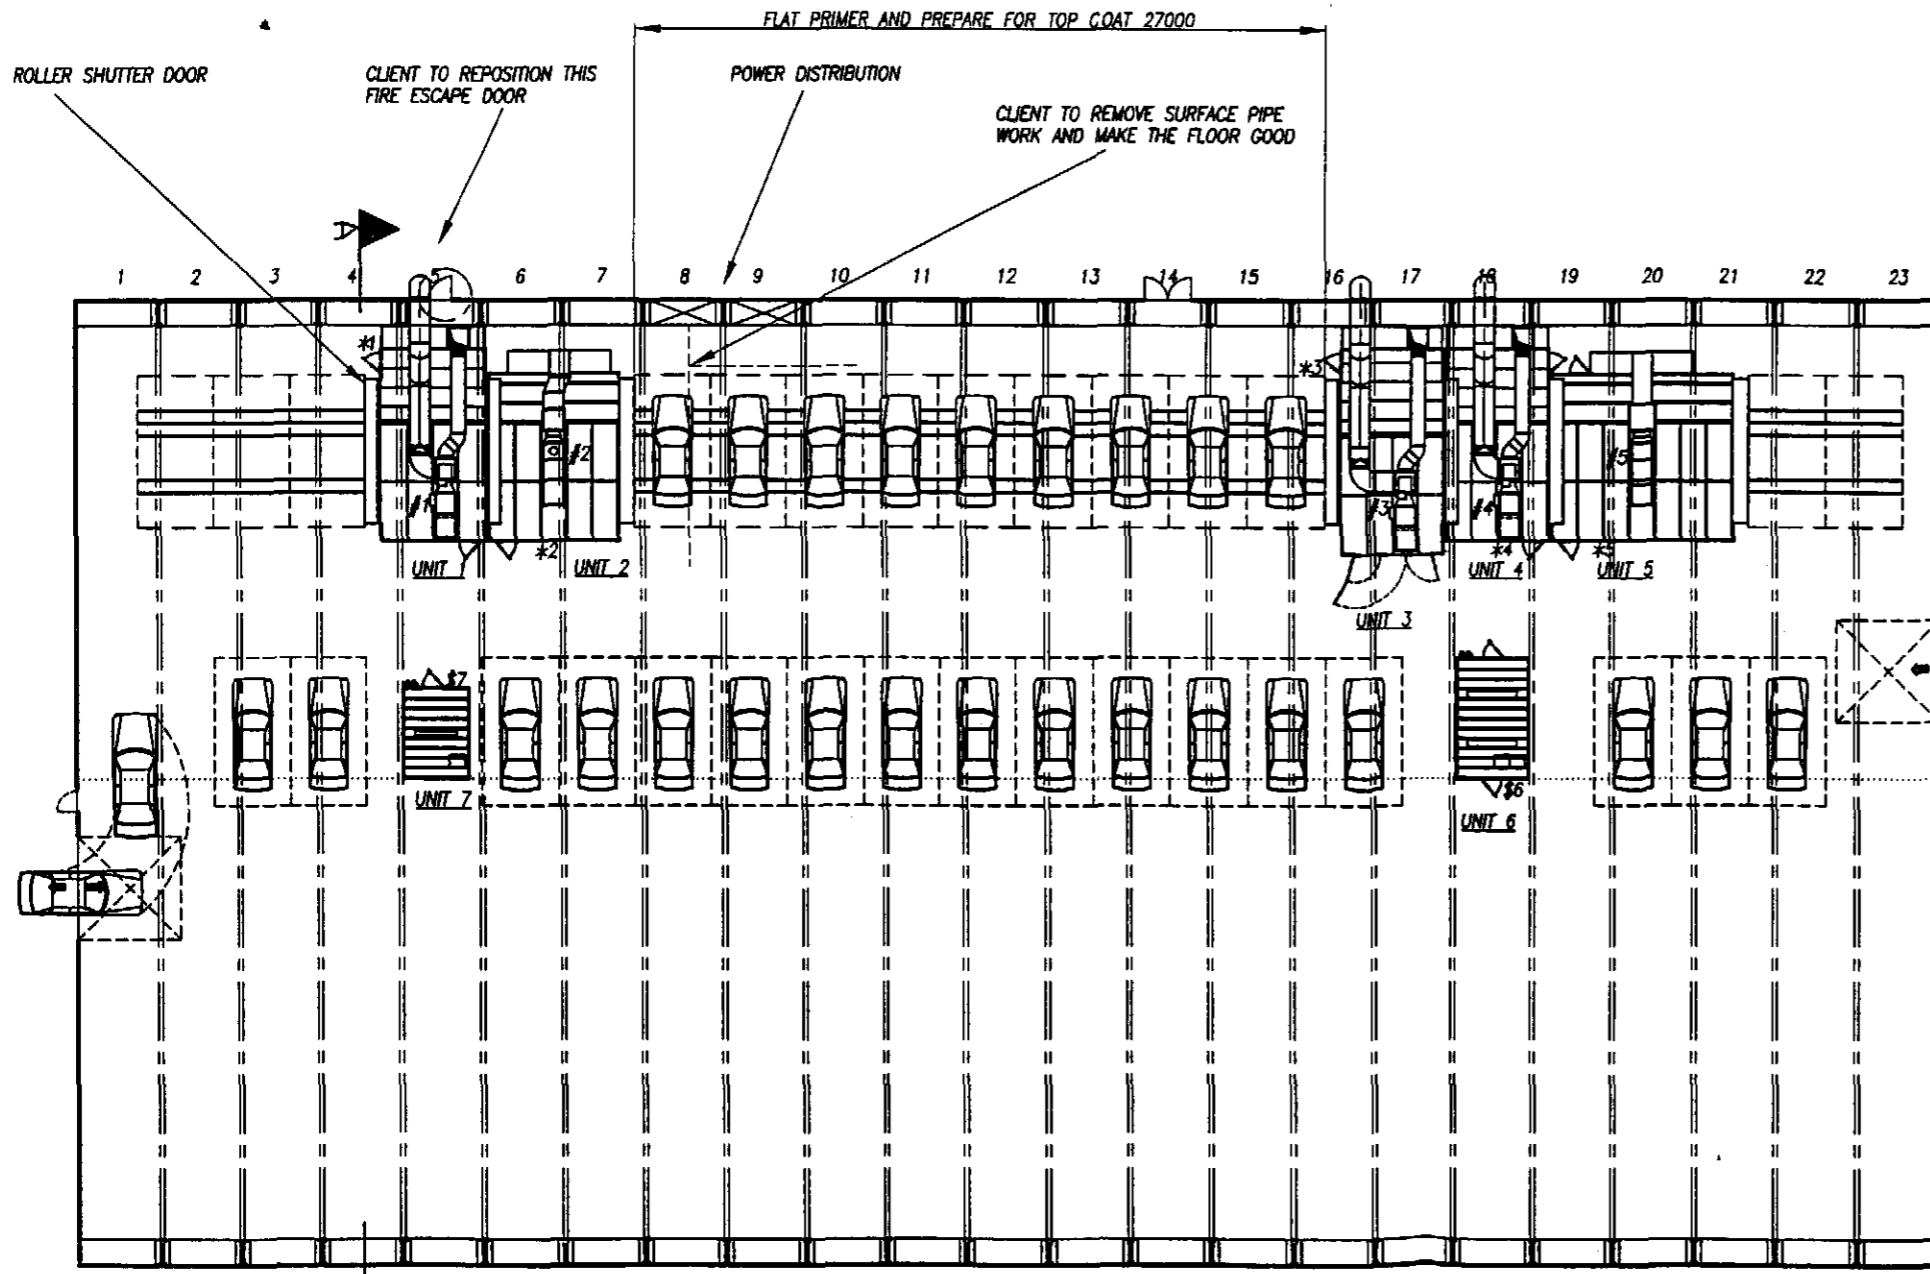 FLAT PRIMER AND PREPARE FOR TOP COAT 27000
ROLLER SHUTTER DOOR
CLIENT TO REPOSITION THIS
FIRE ESCAPE DOOR
POWER DISTRIBUTION
CLIENT TO REMOVE SURFACE PIPE
WORK AND MAKE THE FLOOR GOOD
A
1 2 3 4 5 6 7 8 9 10 11 12 13 14 15 16 17 18 19 20 21 22 23
*1
*3
#2
#5
#1
#3
#4
*2
*4
*5
UNIT 1
UNIT 2
UNIT 4
UNIT 5
UNIT 3
$7
UNIT 7
$6
UNIT 6